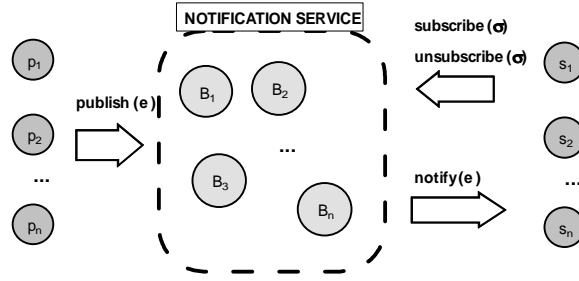 NOTIFICATION SERVICE
subscribe(σ)
unsubscribe(σ)
p1
B1
B2
s1
publish(e)
p2
...
s2
...
B3
notify(e)
...
pn
Bn
sn